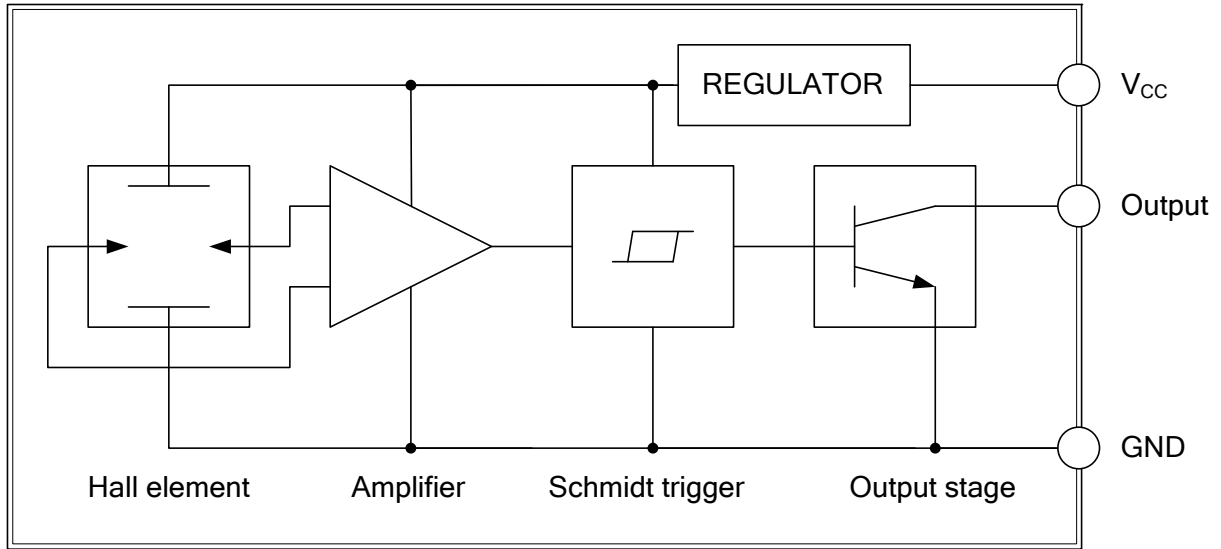 REGULATOR
VCC
Output
GND
Hall element
Amplifier
Schmidt trigger
Output stage